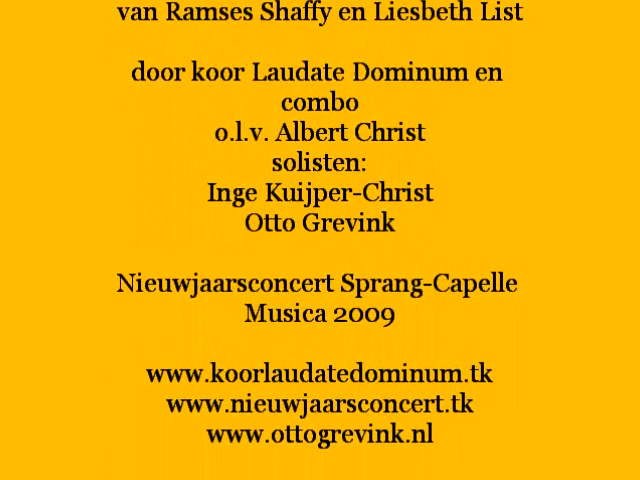 van Ramses Shaffy en Liesbeth List
door koor Laudate Dominum en
combo
o.l.v. Albert Christ
solisten:
Inge Kuijper-Christ
Otto Grevink
Nieuwjaarsconcert Sprang-Capelle
Musica 2009
www.koorlaudatedominum.tk
www.nieuwjaarsconcert.tk
www.ottogrevink.nl